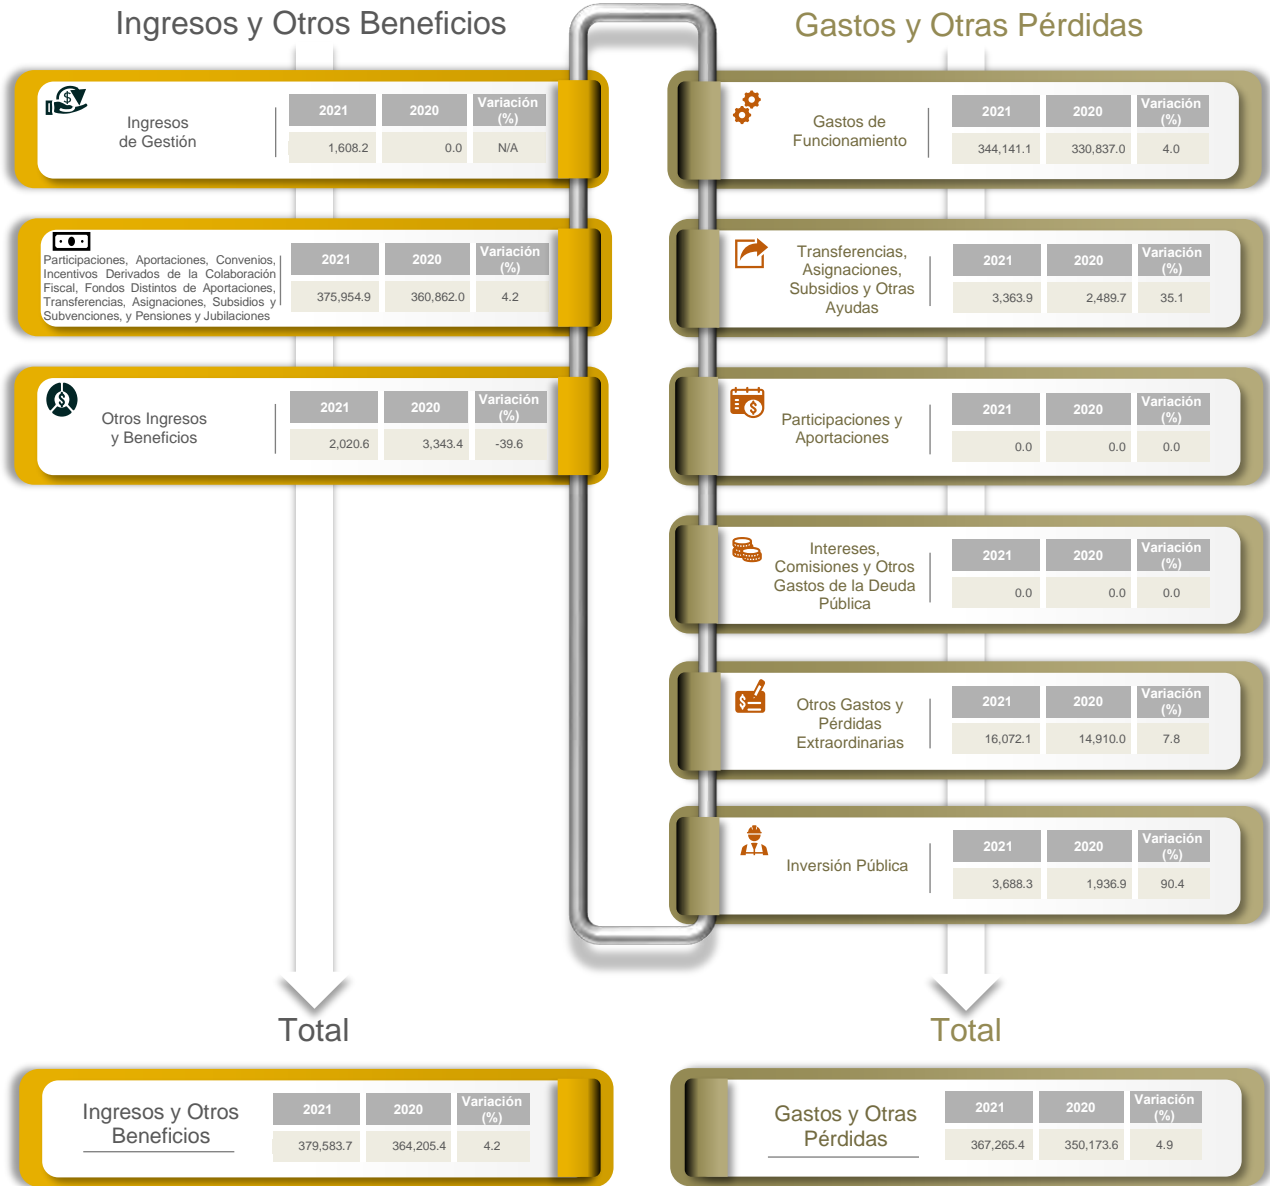 Ingresos y Otros Beneficios
2021 2020 Variación
(%)
Ingresos
de Gestión
1,608.2 0.0 N/A
Participaciones, Aportaciones, Convenios,
Incentivos Derivados de la Colaboración
Fiscal, Fondos Distintos de Aportaciones,
Transferencias, Asignaciones, Subsidios y
Subvenciones, y Pensiones y Jubilaciones
2021 2020 Variación
(%)
375,954.9 360,862.0 4.2
Otros Ingresos
y Beneficios
2021 2020 Variación
(%)
2,020.6 3,343.4 -39.6
Total
Ingresos y Otros
Beneficios
2021 2020 Variación
(%)
379,583.7 364,205.4 4.2
Gastos y Otras Pérdidas
Gastos de
Funcionamiento
2021 2020 Variación
(%)
344,141.1 330,837.0 4.0
Transferencias,
Asignaciones,
Subsidios y Otras
Ayudas
2021 2020 Variación
(%)
3,363.9 2,489.7 35.1
Participaciones y
Aportaciones
2021 2020 Variación
(%)
0.0 0.0 0.0
Intereses,
Comisiones y Otros
Gastos de la Deuda
Pública
2021 2020 Variación
(%)
0.0 0.0 0.0
Otros Gastos y
Pérdidas
Extraordinarias
2021 2020 Variación
(%)
16,072.1 14,910.0 7.8
Inversión Pública
2021 2020 Variación
(%)
3,688.3 1,936.9 90.4
Total
Gastos y Otras
Pérdidas
2021 2020 Variación
(%)
367,265.4 350,173.6 4.9